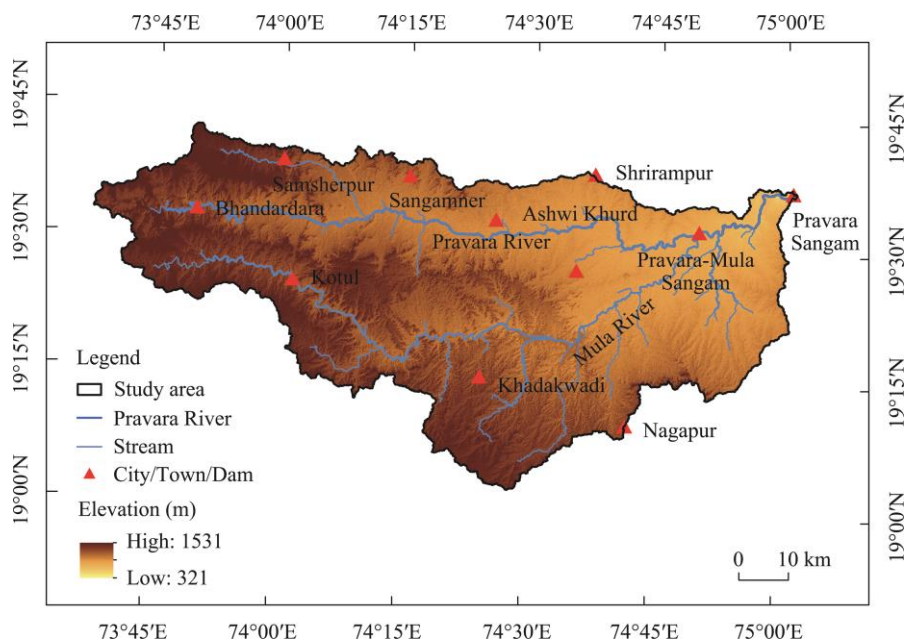 73°45′E 74°00′E 74°15′E 74°30′E 74°45′E 75°00′E
19°45′N
19°45′N
Shrirampur
Samsherpur
Sangamner
Bhandardara
Ashwi Khurd
19°30′N
Pravara River
Pravara
Sangam
Pravara-Mula
Sangam
19°30′N
Kotul
Mula River
19°15′N
Legend
Study area
Khadakwadi
19°15′N
Pravara River
Nagapur
Stream
City/Town/Dam
19°00′N
Elevation (m)
19°00′N
High: 1531
Low: 321
0 10 km
73°45′E 74°00′E 74°15′E 74°30′E 74°45′E 75°00′E